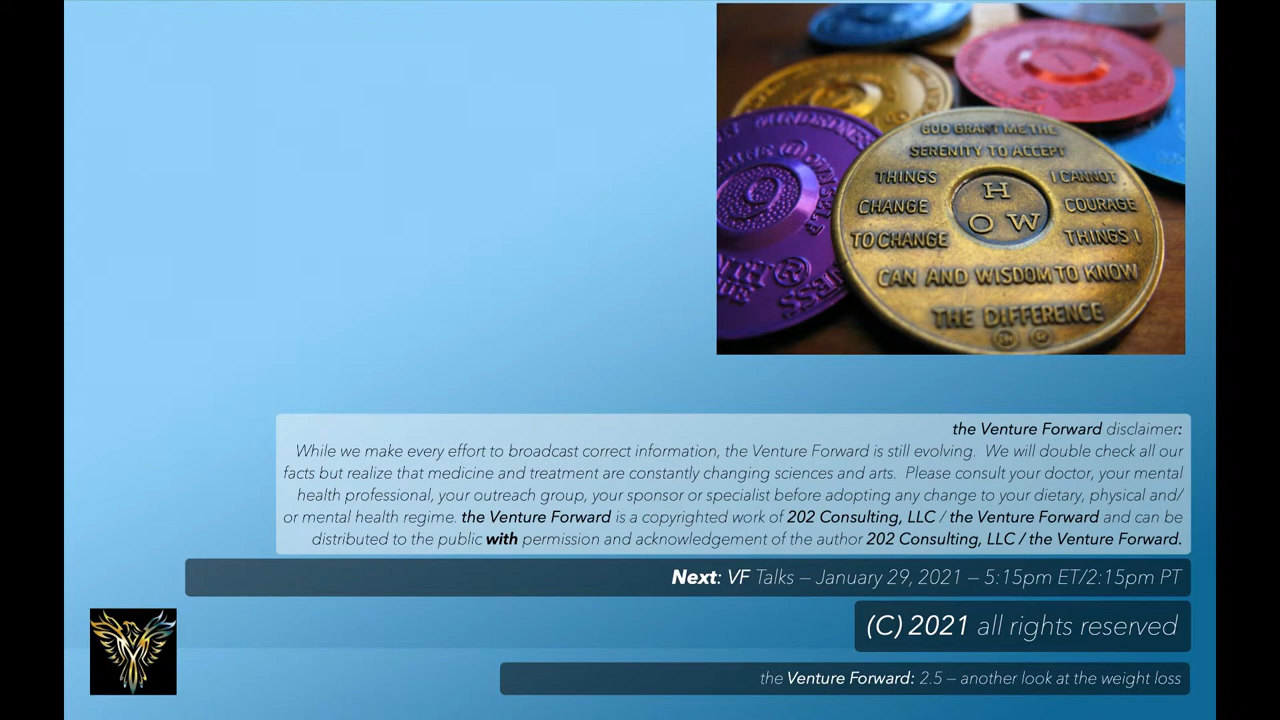 GOD GRANT ME THE
SERENITY TO ACCEPT
THINGS I CANNOT
CHANGE COURAGE
TO CHANGE THINGS I
CAN AND WISDOM TO KNOW
THE DIFFERENCE
H
O W
the Venture Forward disclaimer:
While we make every effort to broadcast correct information, the Venture Forward is still evolving. We will double check all our
facts but realize that medicine and treatment are constantly changing sciences and arts. Please consult your doctor, your mental
health professional, your outreach group, your sponsor or specialist before adopting any change to your dietary, physical and/
or mental health regime. the Venture Forward is a copyrighted work of 202 Consulting, LLC / the Venture Forward and can be
distributed to the public with permission and acknowledgement of the author 202 Consulting, LLC / the Venture Forward.
Next: VF Talks – January 29, 2021 – 5:15pm ET/2:15pm PT
(C) 2021 all rights reserved
the Venture Forward: 2.5 – another look at the weight loss